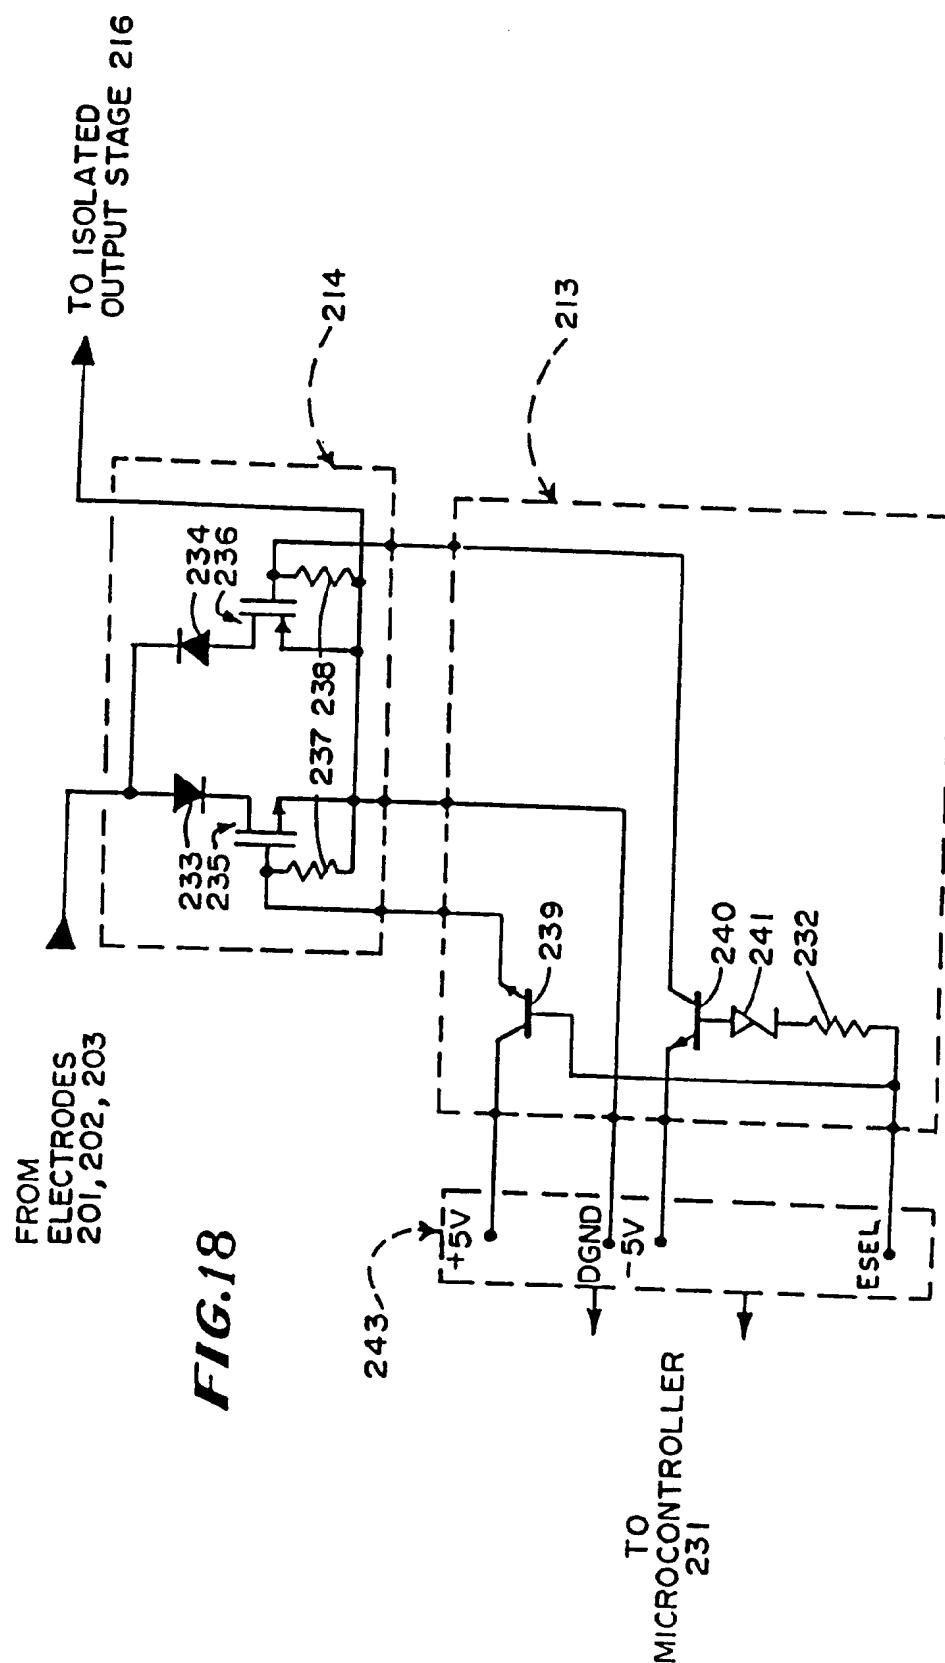 FROM
ELECTRODES
201, 202, 203
TO ISOLATED
OUTPUT STAGE 216
FIG.18
214
213
233
235
234
236
237
238
239
240
241
232
243
+5V
DGND
-5V
ESEL
TO
MICROCONTROLLER
231